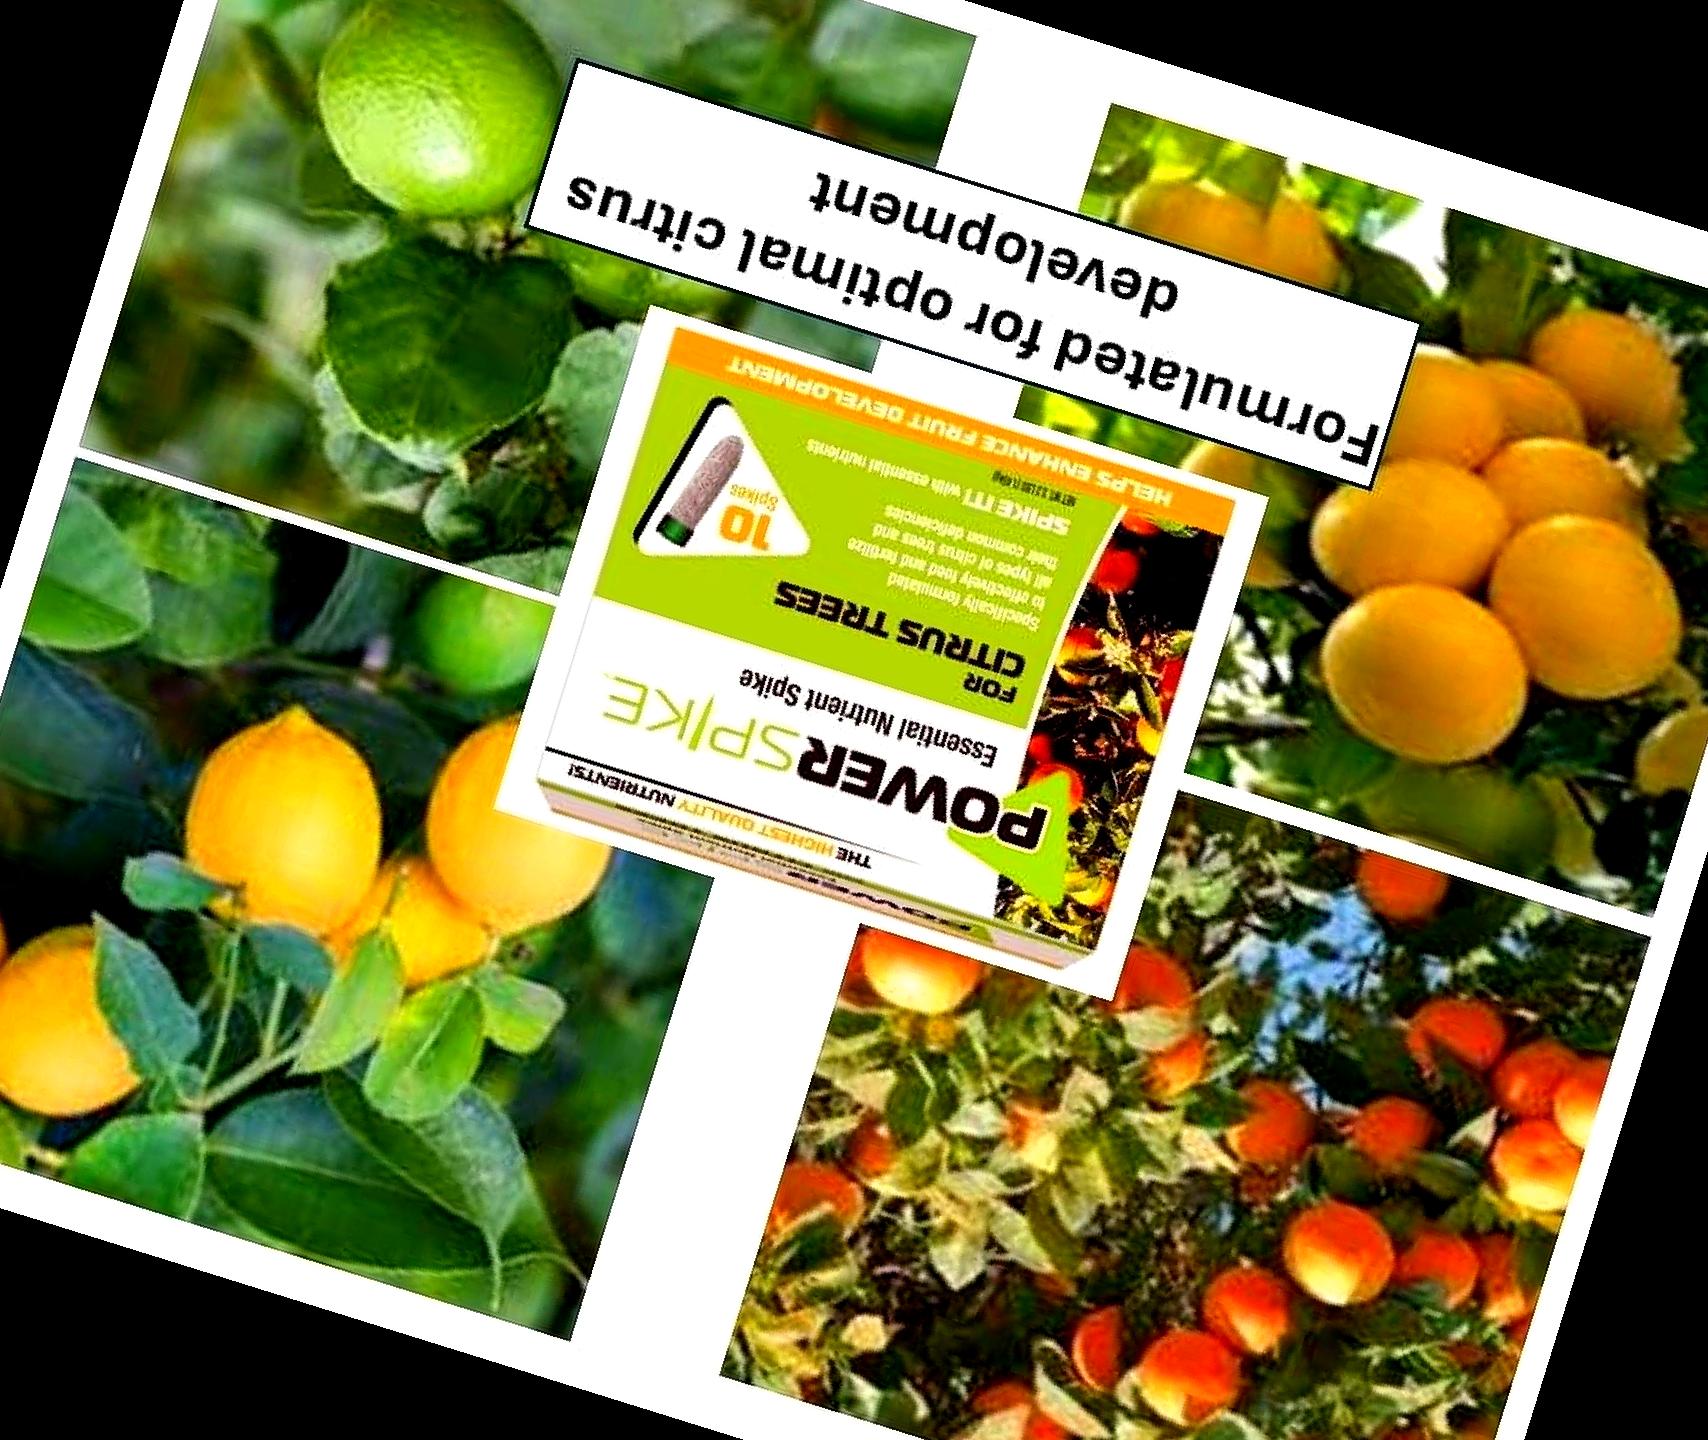 Formulated for optimal citrus
development
THE HIGHEST QUALITY NUTRIENTS!
POWERSPIKE
Essential Nutrient Spike
FOR
CITRUS TREES
Specifically formulated
to effectively feed and fertilize
all types of citrus trees and
their common deficiencies
SPIKE IT! with essential nutrients
10
Spikes
HELPS ENHANCE FRUIT DEVELOPMENT